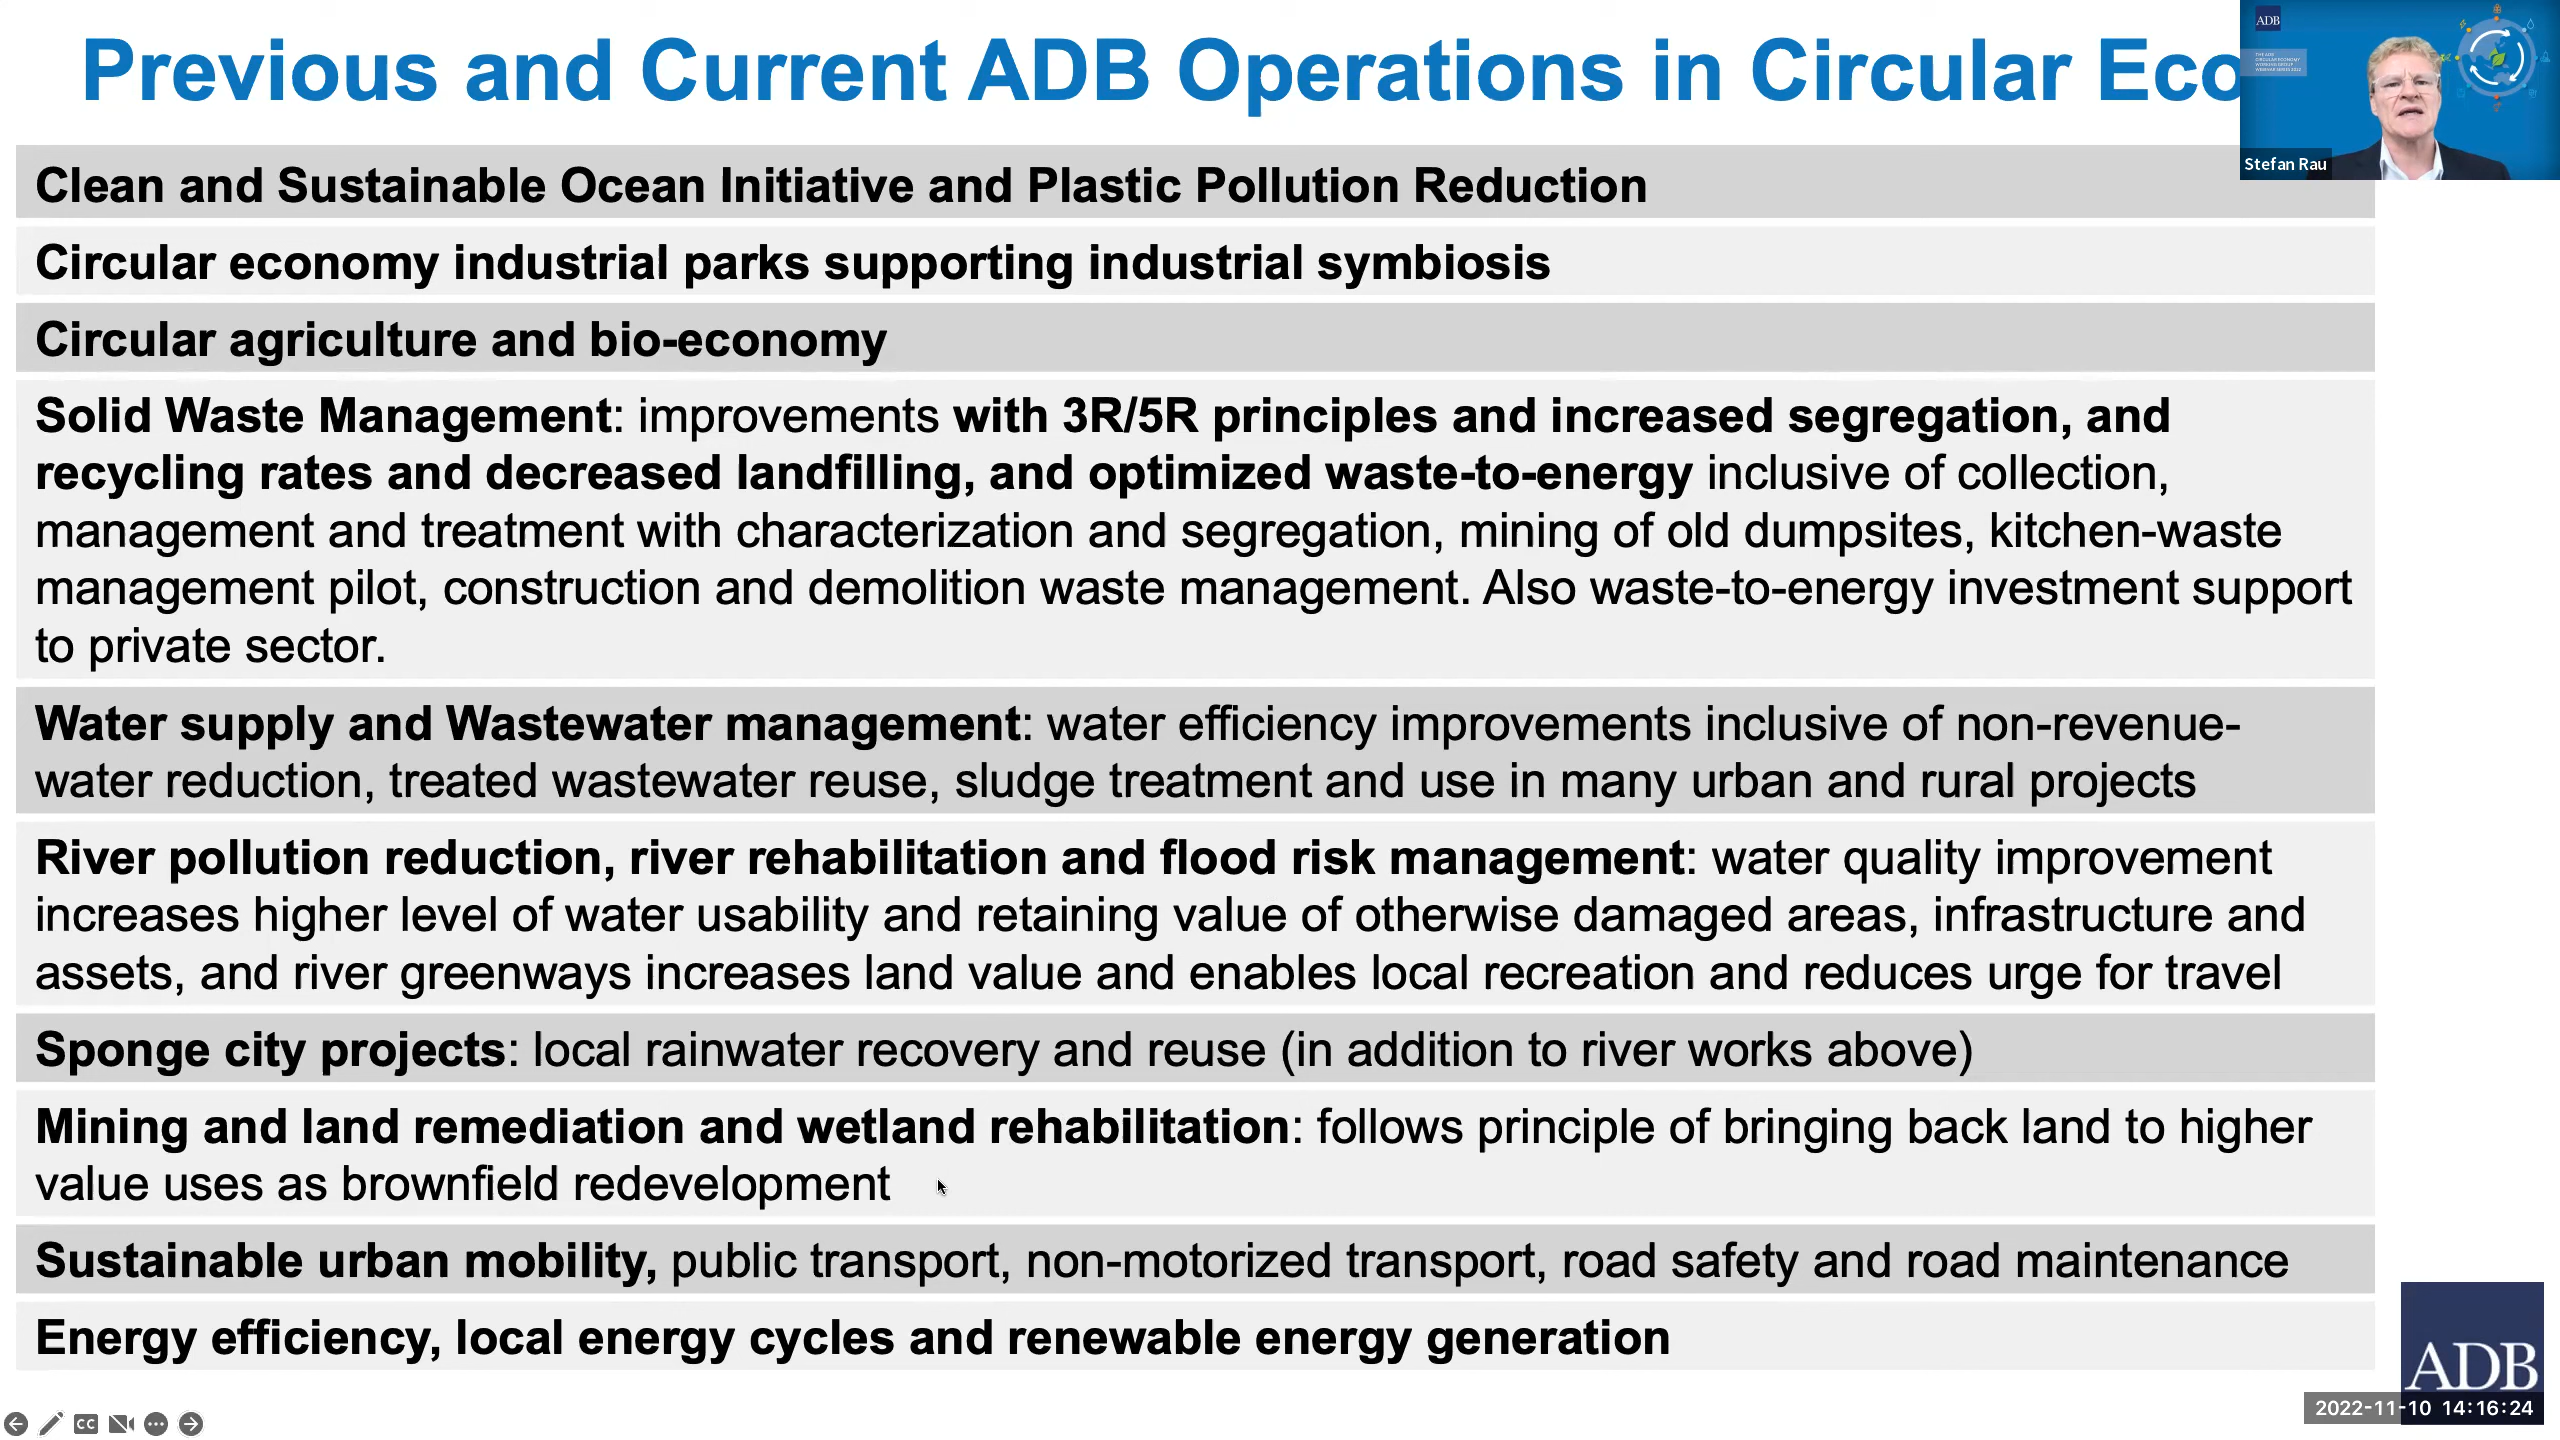 Previous and Current ADB Operations in Circular Eco
ADB
THE ADB
CIRCULAR ECONOMY
WORKING GROUP
WEBINAR SERIES 2022
Stefan Rau
Clean and Sustainable Ocean Initiative and Plastic Pollution Reduction
Circular economy industrial parks supporting industrial symbiosis
Circular agriculture and bio-economy
Solid Waste Management: improvements with 3R/5R principles and increased segregation, and
recycling rates and decreased landfilling, and optimized waste-to-energy inclusive of collection,
management and treatment with characterization and segregation, mining of old dumpsites, kitchen-waste
management pilot, construction and demolition waste management. Also waste-to-energy investment support
to private sector.
Water supply and Wastewater management: water efficiency improvements inclusive of non-revenue-
water reduction, treated wastewater reuse, sludge treatment and use in many urban and rural projects
River pollution reduction, river rehabilitation and flood risk management: water quality improvement
increases higher level of water usability and retaining value of otherwise damaged areas, infrastructure and
assets, and river greenways increases land value and enables local recreation and reduces urge for travel
Sponge city projects: local rainwater recovery and reuse (in addition to river works above)
Mining and land remediation and wetland rehabilitation: follows principle of bringing back land to higher
value uses as brownfield redevelopment
Sustainable urban mobility, public transport, non-motorized transport, road safety and road maintenance
Energy efficiency, local energy cycles and renewable energy generation
ADB
CC
2022-11-10 14:16:24